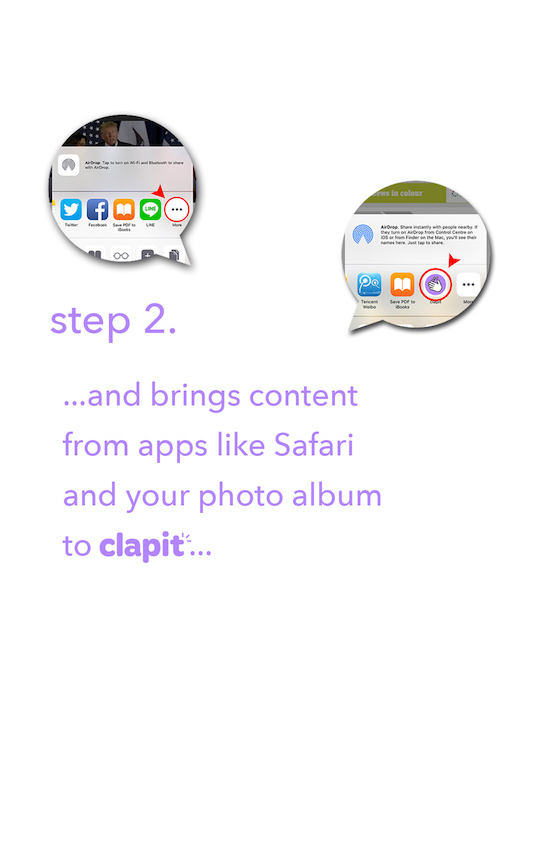 AirDrop. Tap to turn on Wi-Fi and Bluetooth to share
with AirDrop.
Twitter Facebook Save PDF to LINE More
iBooks
LINE
ws in colour
AirDrop. Share instantly with people nearby. If
they turn on AirDrop from Control Centre on
iOS or from Finder on the Mac, you'll see their
names here. Just tap to share.
Tencent Save PDF to clapit More
Weibo iBooks
step 2.
...and brings content
from apps like Safari
and your photo album
to clapit...